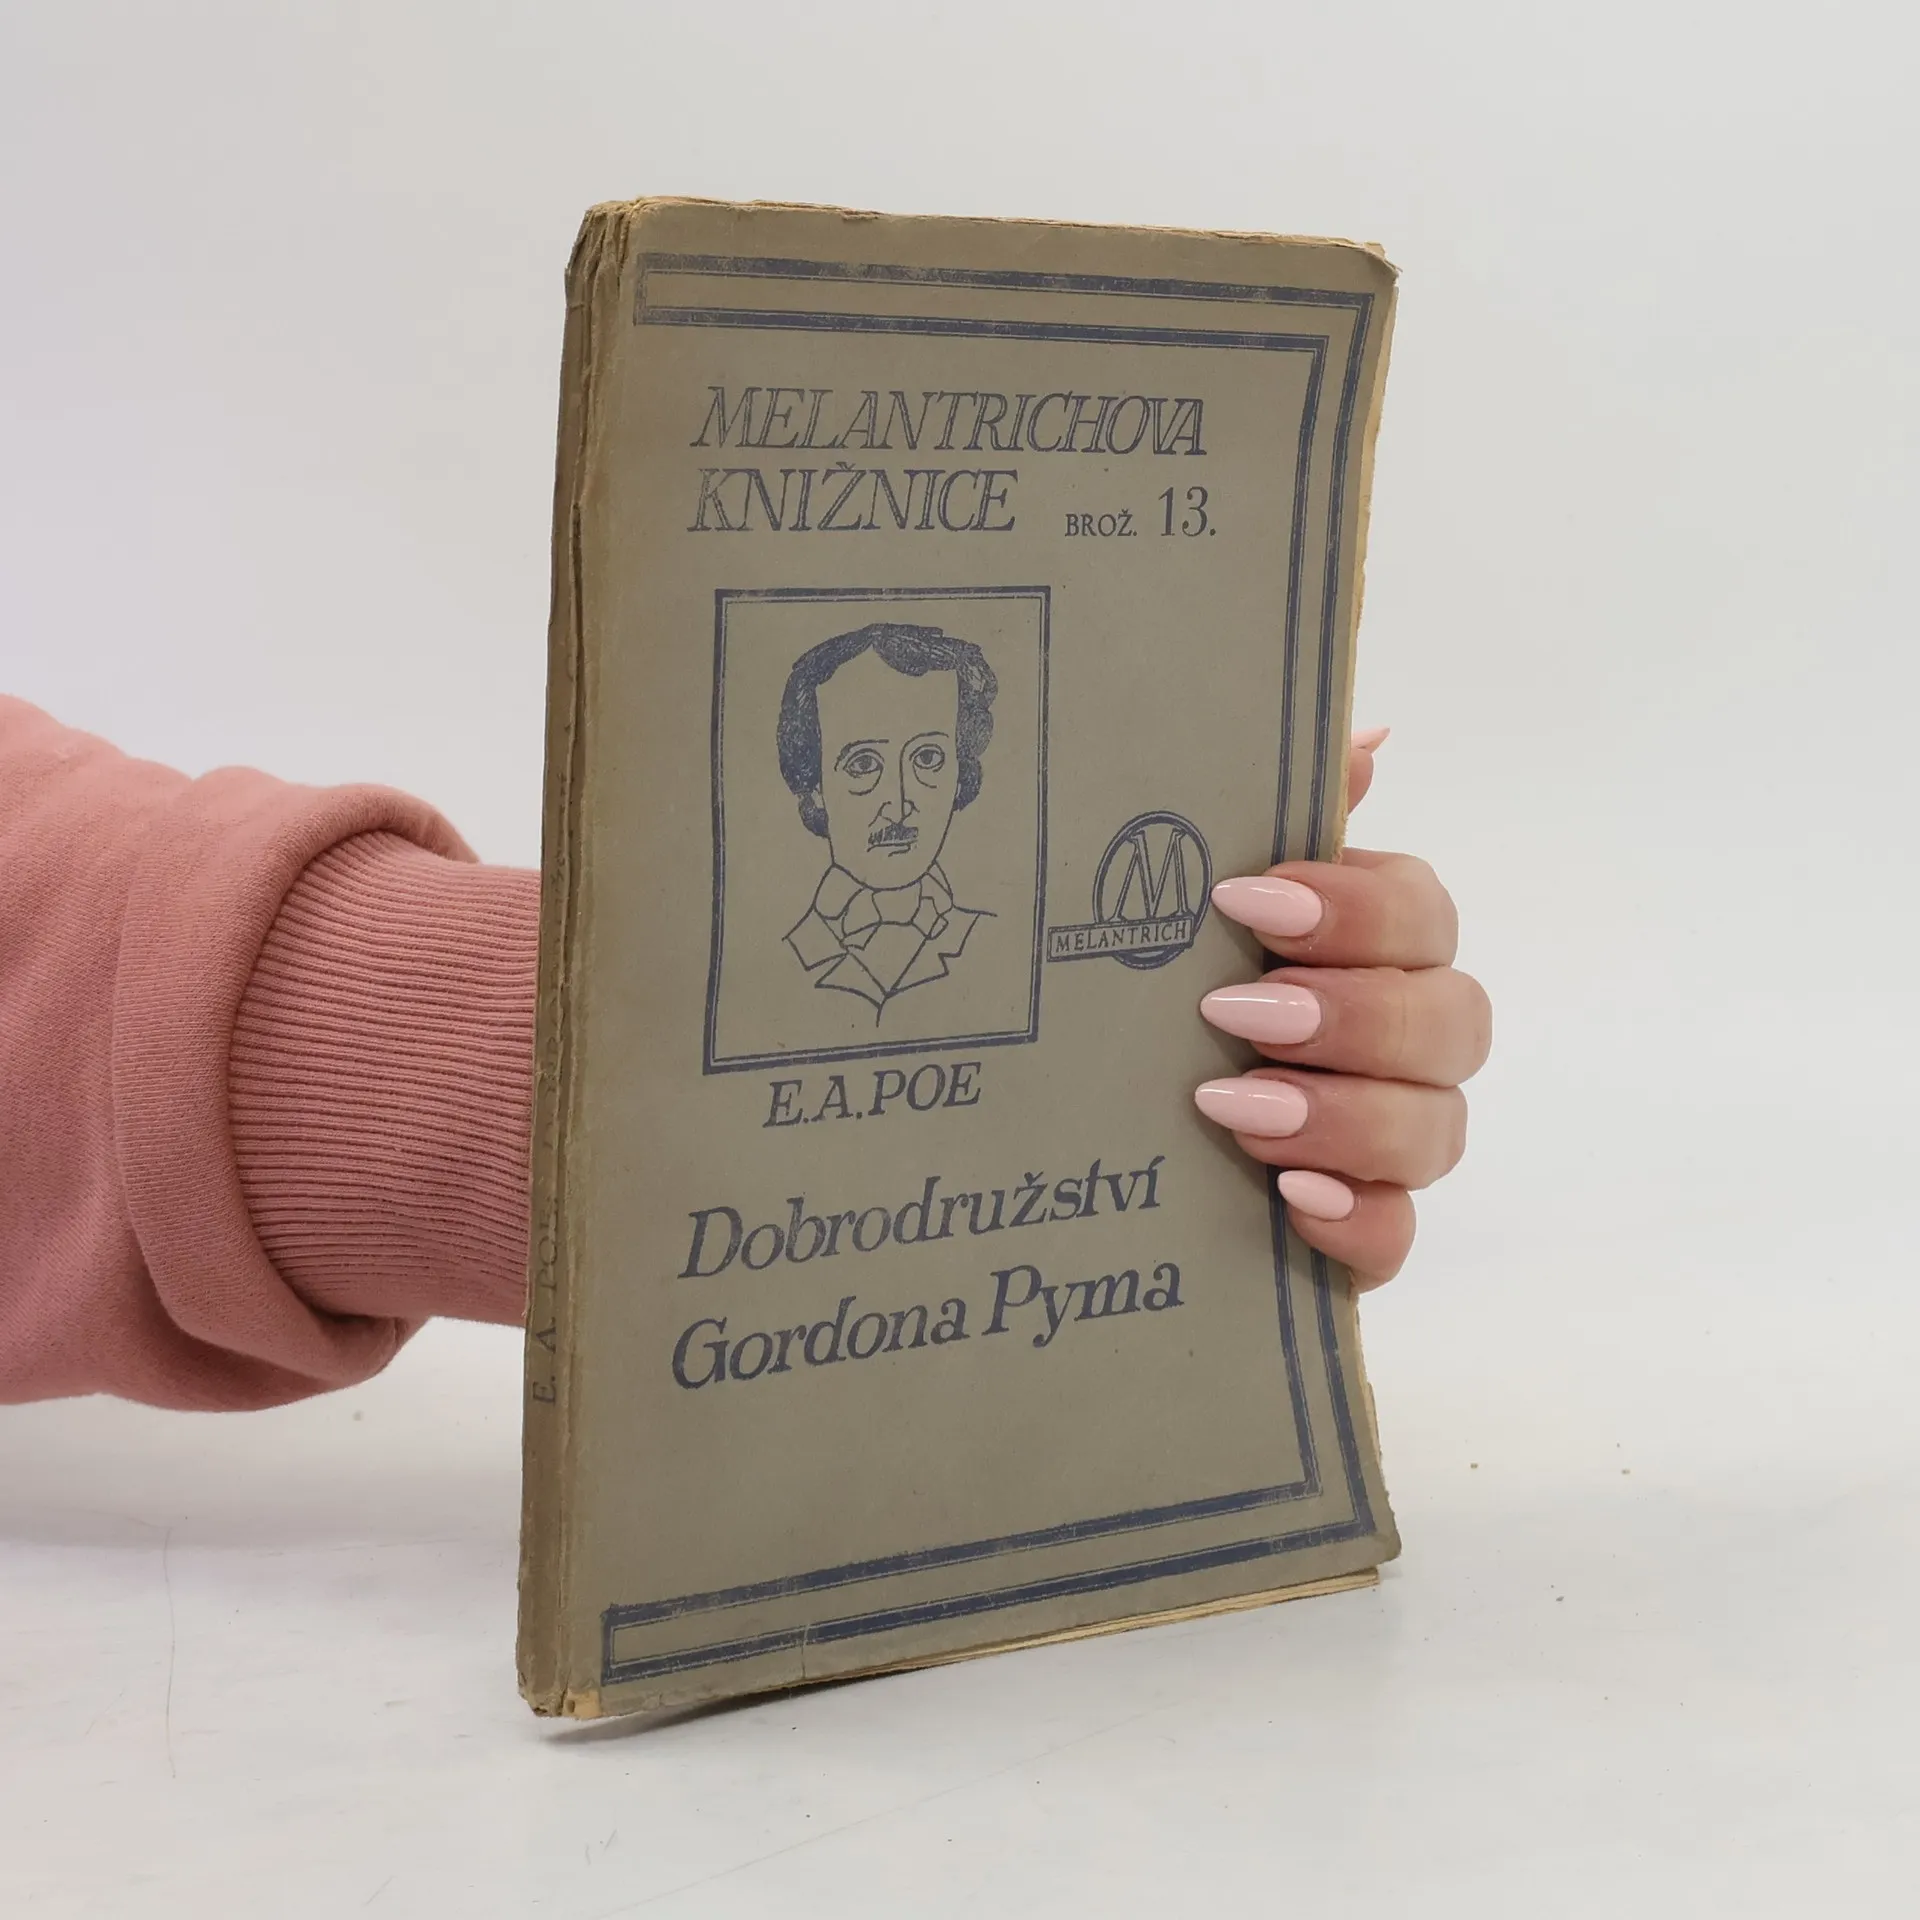 MELANTRICHOVA
KNIŽNICE BROŽ. 13.
M
MELANTRICH
E.A.POE
Dobrodružství
Gordona Pyma
E. A. POE